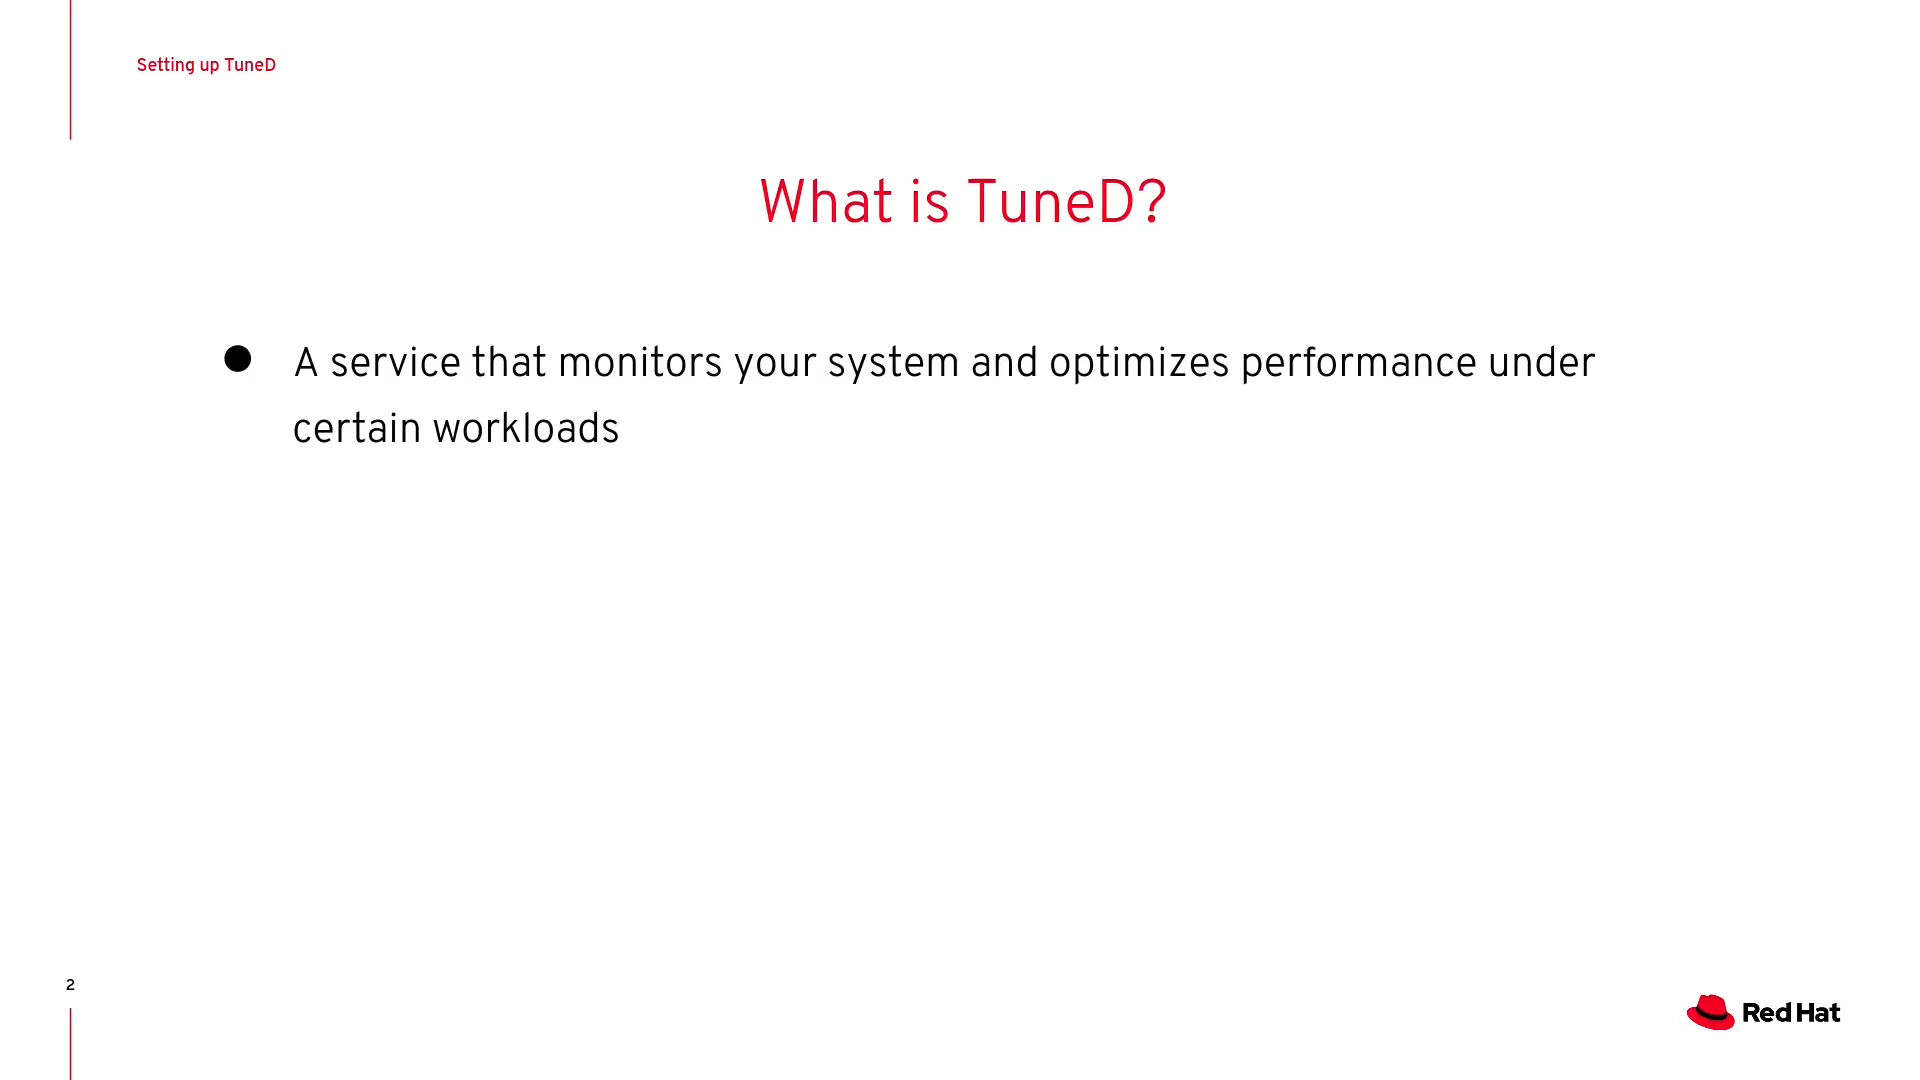 Setting up TuneD
What is TuneD?
● A service that monitors your system and optimizes performance under
certain workloads
2
Red Hat